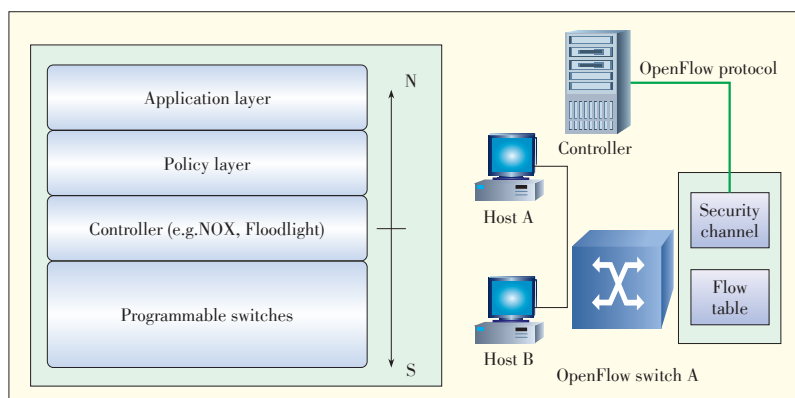 Application layer
Policy layer
Controller (e.g.NOX, Floodlight)
Programmable switches
N
S
OpenFlow protocol
Controller
Host A
Host B
Security
channel
Flow
table
OpenFlow switch A